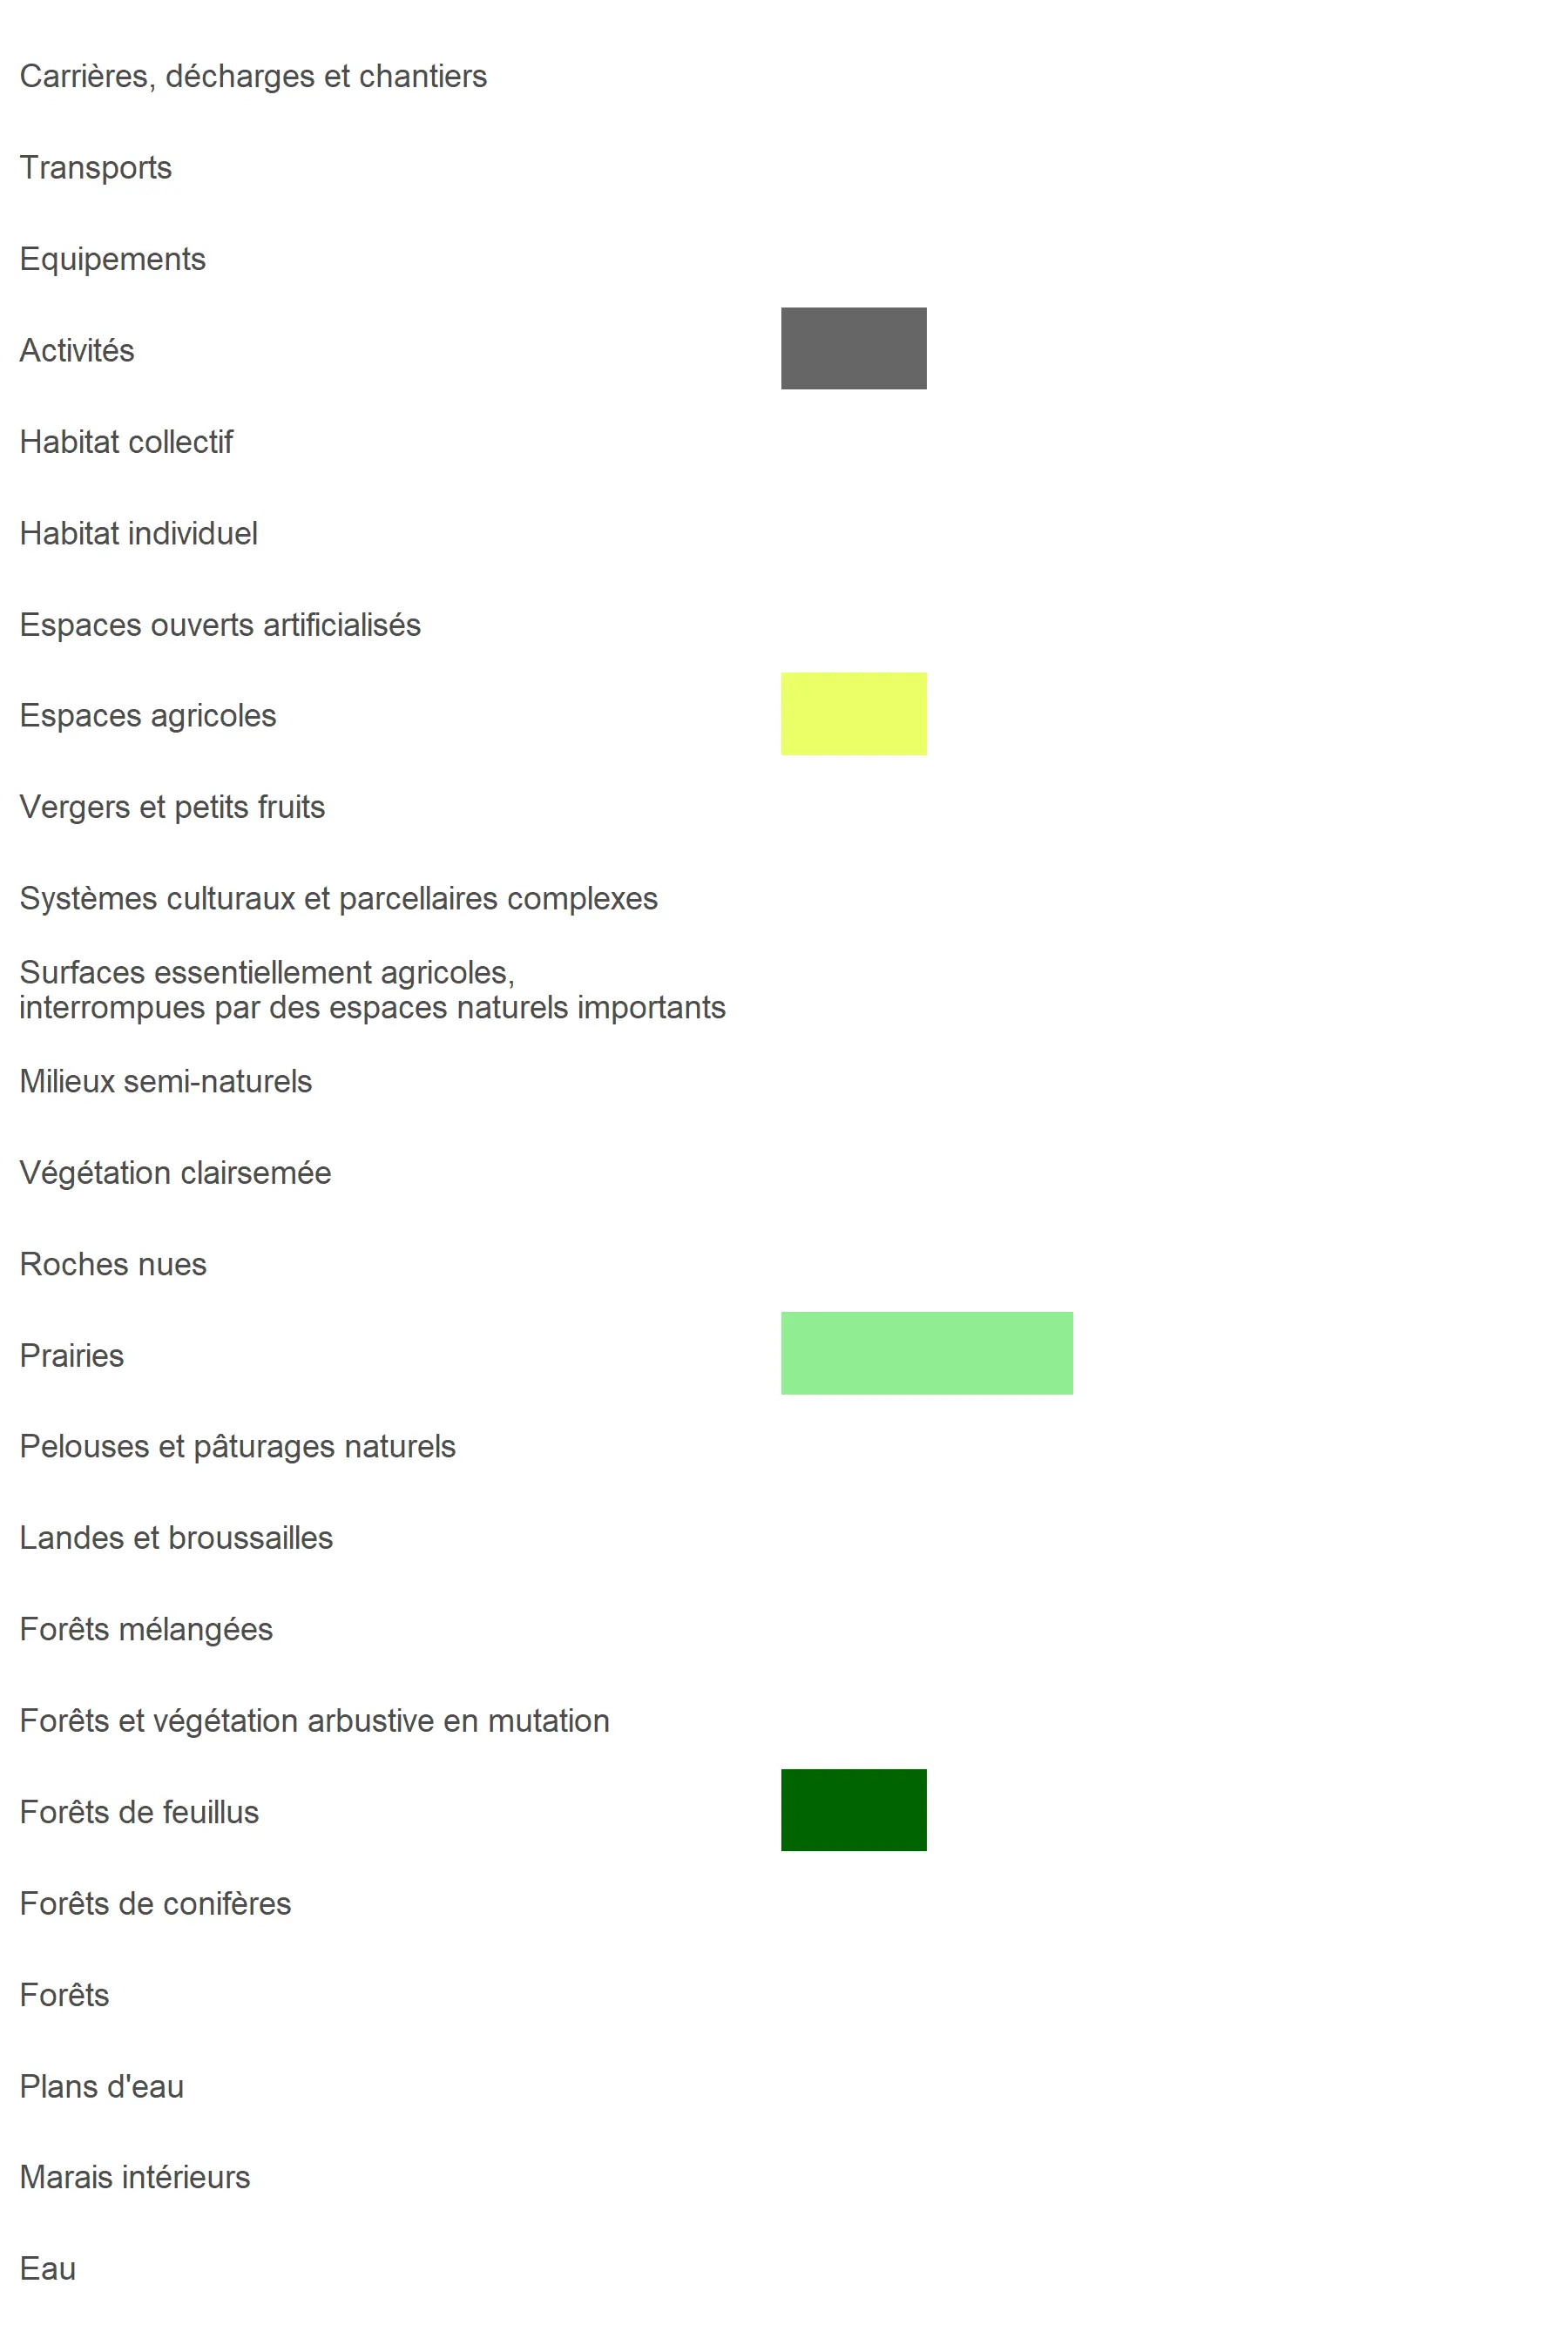 Carrières, décharges et chantiers
Transports
Equipements
Activités
Habitat collectif
Habitat individuel
Espaces ouverts artificialisés
Espaces agricoles
Vergers et petits fruits
Systèmes culturaux et parcellaires complexes
Surfaces essentiellement agricoles,
interrompues par des espaces naturels importants
Milieux semi-naturels
Végétation clairsemée
Roches nues
Prairies
Pelouses et pâturages naturels
Landes et broussailles
Forêts mélangées
Forêts et végétation arbustive en mutation
Forêts de feuillus
Forêts de conifères
Forêts
Plans d'eau
Marais intérieurs
Eau